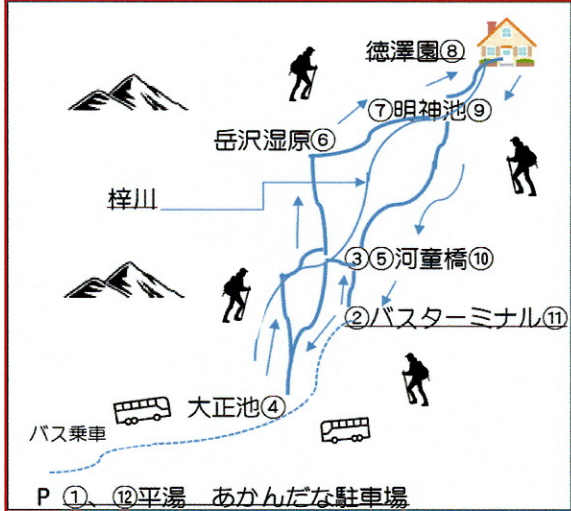 徳澤園⑧
⑦明神池⑨
岳沢湿原⑥
梓川
③⑤河童橋⑩
②バスターミナル⑪
大正池④
バス乗車
P ①、⑫平湯 あかんだな駐車場